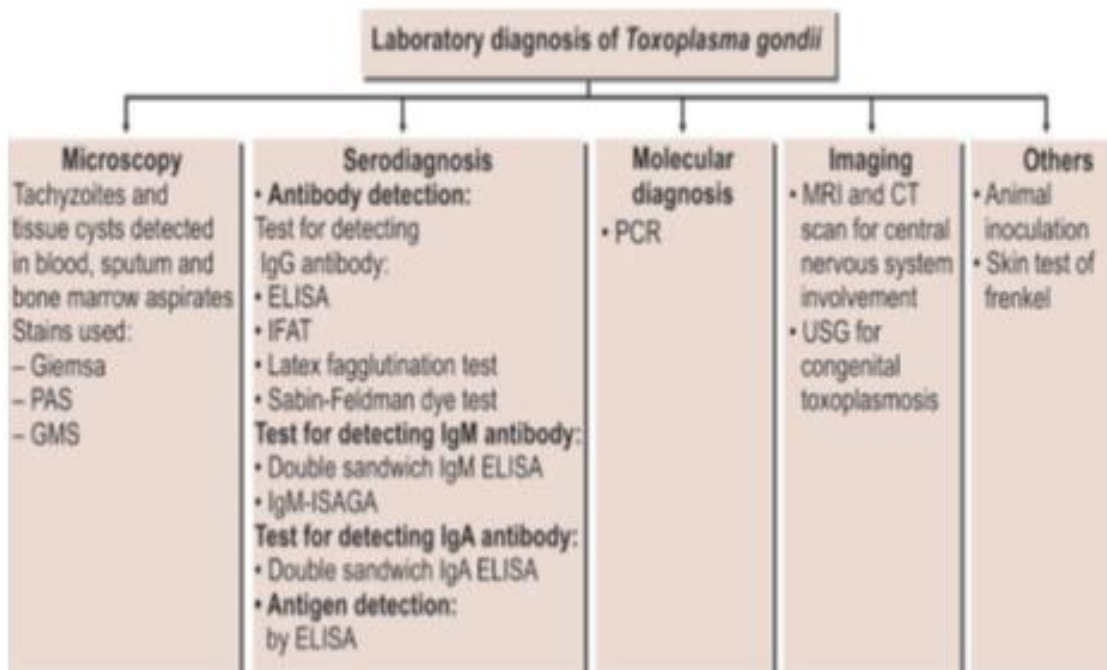 Laboratory diagnosis of Toxoplasma gondii
Microscopy
Tachyzoites and
tissue cysts detected
in blood, sputum and
bone marrow aspirates
Stains used:
– Giemsa
– PAS
– GMS
Serodiagnosis
• Antibody detection:
Test for detecting
IgG antibody:
• ELISA
• IFAT
• Latex fagglutination test
• Sabin-Feldman dye test
Test for detecting IgM antibody:
• Double sandwich IgM ELISA
• IgM-ISAGA
Test for detecting IgA antibody:
• Double sandwich IgA ELISA
• Antigen detection:
by ELISA
Molecular
diagnosis
• PCR
Imaging
• MRI and CT
scan for central
nervous system
involvement
• USG for
congenital
toxoplasmosis
Others
• Animal
inoculation
• Skin test of
frenkel